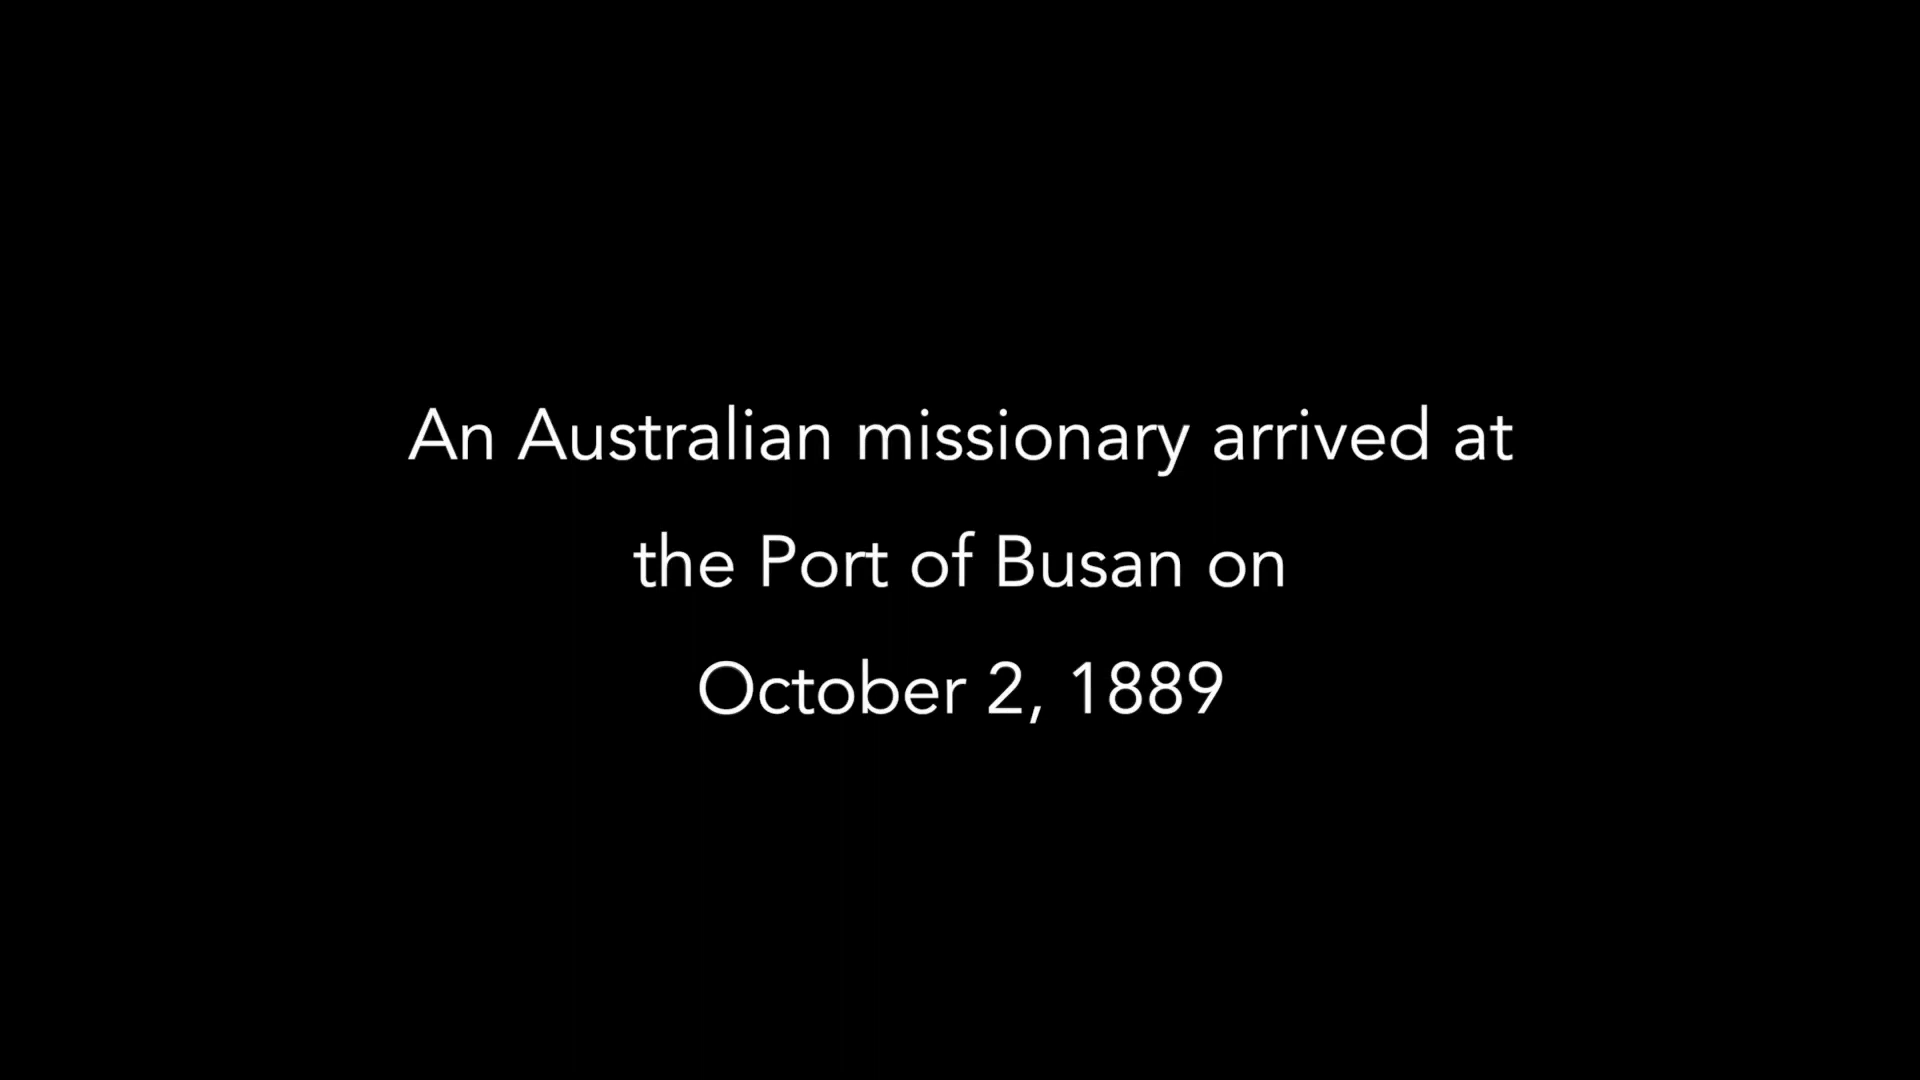 An Australian missionary arrived at
the Port of Busan on
October 2, 1889